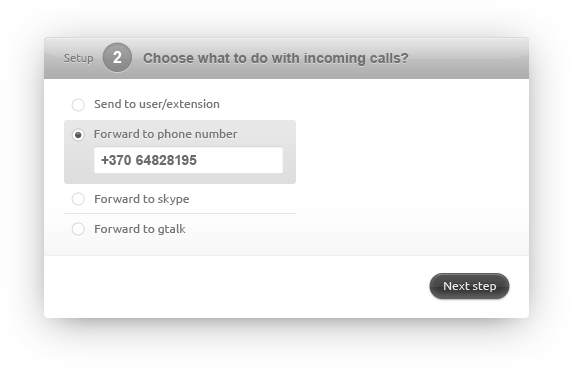 Setup 2 Choose what to do with incoming calls?
Send to user/extension
Forward to phone number
+370 64828195
Forward to skype
Forward to gtalk
Next step